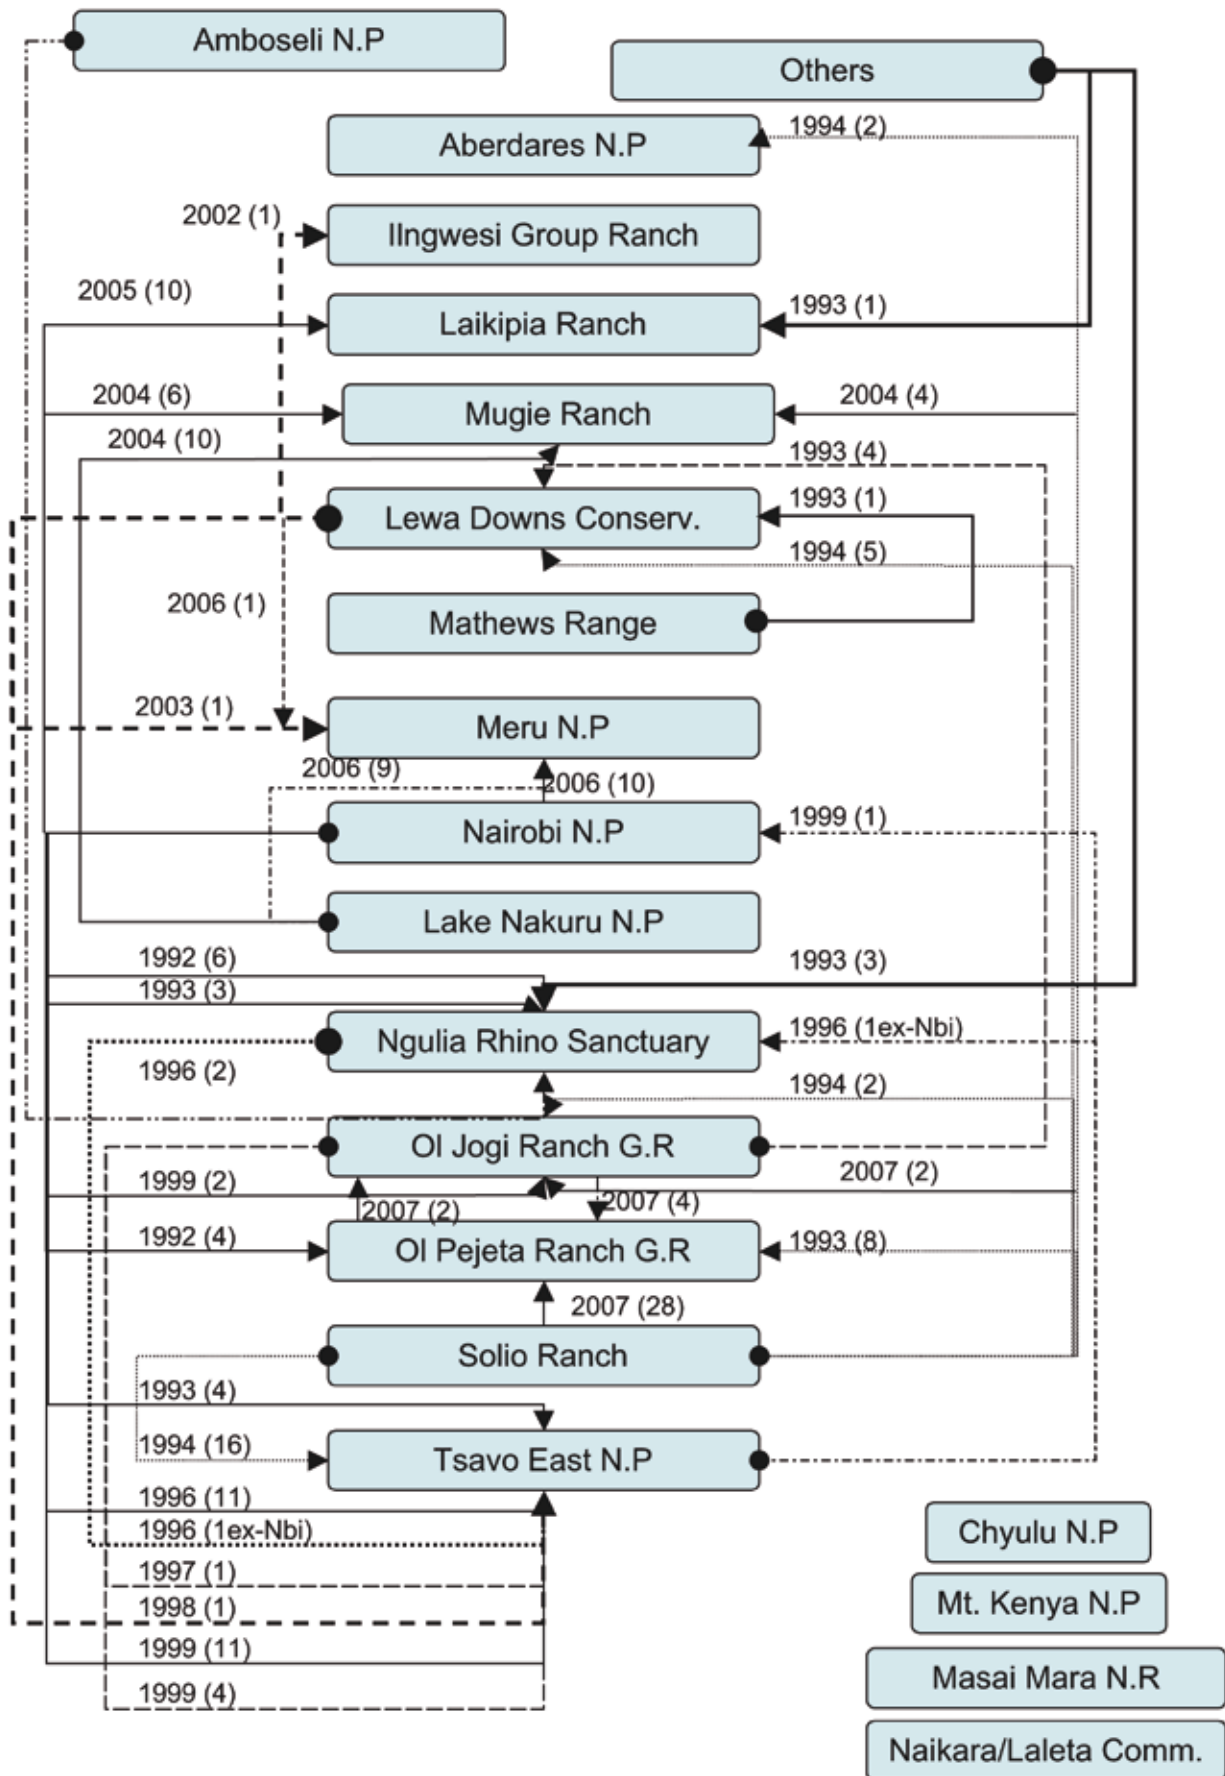 Amboseli N.P
Others
Aberdares N.P
1994 (2)
2002 (1)
IIngwesi Group Ranch
2005 (10)
Laikipia Ranch
1993 (1)
2004 (6)
Mugie Ranch
2004 (4)
2004 (10)
1993 (4)
Lewa Downs Conserv.
1993 (1)
1994 (5)
2006 (1)
Mathews Range
2003 (1)
Meru N.P
2006 (9)
2006 (10)
Nairobi N.P
1999 (1)
Lake Nakuru N.P
1992 (6)
1993 (3)
1993 (3)
Ngulia Rhino Sanctuary
1996 (1ex-Nbi)
1996 (2)
1994 (2)
Ol Jogi Ranch G.R
1999 (2)
2007 (2)
2007 (2)
2007 (4)
1992 (4)
Ol Pejeta Ranch G.R
1993 (8)
2007 (28)
Solio Ranch
1993 (4)
1994 (16)
Tsavo East N.P
1996 (11)
1996 (1ex-Nbi)
1997 (1)
1998 (1)
1999 (11)
1999 (4)
Chyulu N.P
Mt. Kenya N.P
Masai Mara N.R
Naikara/Laleta Comm.